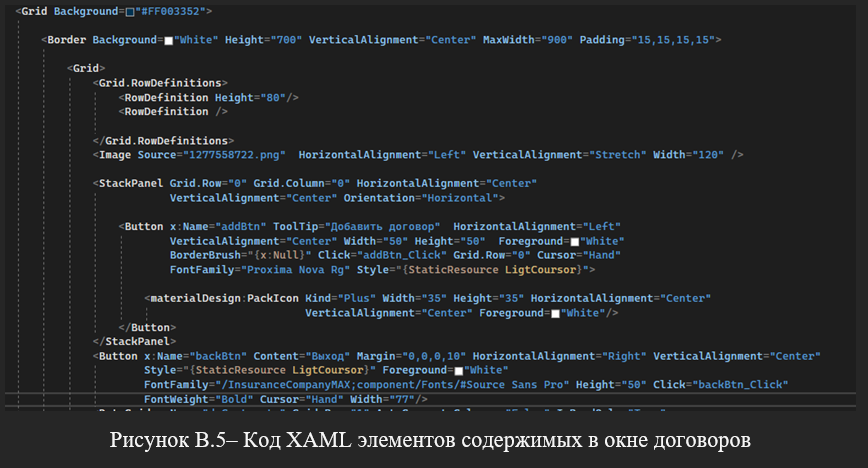 <Grid Background="#FF003352">
<Border Background="White" Height="700" VerticalAlignment="Center" MaxWidth="900" Padding="15,15,15,15">
<Grid>
<Grid.RowDefinitions>
<RowDefinition Height="80"/>
<RowDefinition />
</Grid.RowDefinitions>
<Image Source="1277558722.png" HorizontalAlignment="Left" VerticalAlignment="Stretch" Width="120" />
<StackPanel Grid.Row="0" Grid.Column="0" HorizontalAlignment="Center"
VerticalAlignment="Center" Orientation="Horizontal">
<Button x:Name="addBtn" ToolTip="Добавить договор" HorizontalAlignment="Left"
VerticalAlignment="Center" Width="50" Height="50" Foreground="White"
BorderBrush="{x:Null}" Click="addBtn_Click" Grid.Row="0" Cursor="Hand"
FontFamily="Proxima Nova Rg" Style="{StaticResource LigtCoursor}">
<materialDesign:PackIcon Kind="Plus" Width="35" Height="35" HorizontalAlignment="Center"
VerticalAlignment="Center" Foreground="White"/>
</Button>
</StackPanel>
<Button x:Name="backBtn" Content="Выход" Margin="0,0,0,10" HorizontalAlignment="Right" VerticalAlignment="Center"
Style="{StaticResource LigtCoursor}" Foreground="White"
FontFamily="/InsuranceCompanyMAX;component/Fonts/#Source Sans Pro" Height="50" Click="backBtn_Click"
FontWeight="Bold" Cursor="Hand" Width="77"/>
Рисунок В.5– Код XAML элементов содержимых в окне договоров